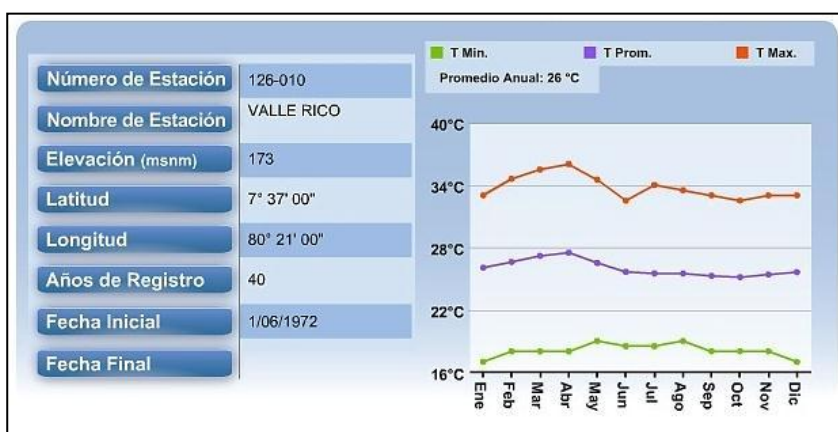 Número de Estación 126-010
Nombre de Estación VALLE RICO
Elevación (msnm) 173
Latitud 7° 37' 00"
Longitud 80° 21' 00"
Años de Registro 40
Fecha Inicial 1/06/1972
Fecha Final
T Min. T Prom. T Max.
Promedio Anual: 26 °C
40°C
34°C
28°C
22°C
16°C
Ene Feb Mar Abr May Jun Jul Ago Sep Oct Nov Dic